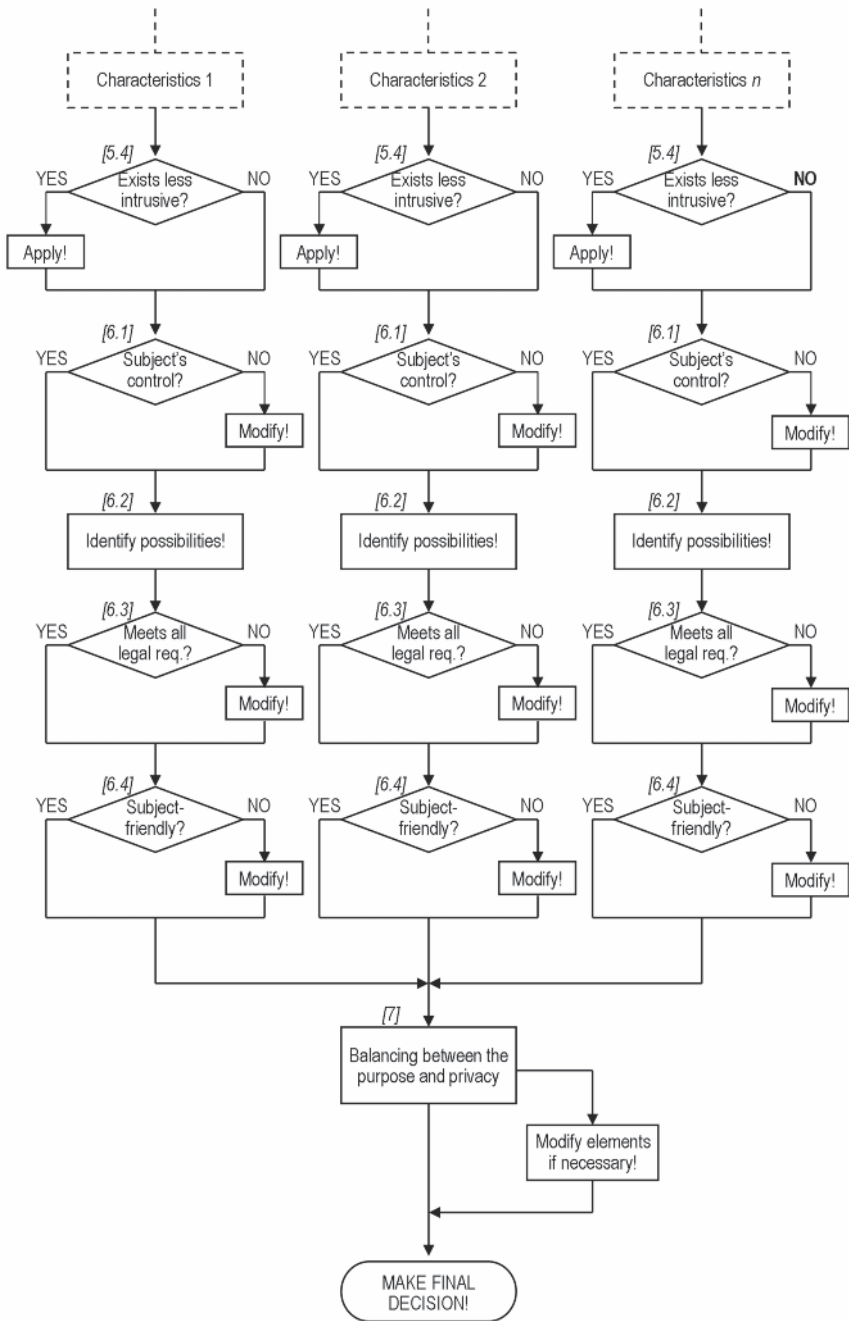 Characteristics 1
Characteristics 2
Characteristics n
[5.4]
[5.4]
[5.4]
YES
Exists less
intrusive?
NO
YES
Exists less
intrusive?
NO
YES
Exists less
intrusive?
NO
Apply!
Apply!
Apply!
[6.1]
[6.1]
[6.1]
YES
Subject's
control?
NO
YES
Subject's
control?
NO
YES
Subject's
control?
NO
Modify!
Modify!
Modify!
[6.2]
[6.2]
[6.2]
Identify possibilities!
Identify possibilities!
Identify possibilities!
[6.3]
[6.3]
[6.3]
YES
Meets all
legal req.?
NO
YES
Meets all
legal req.?
NO
YES
Meets all
legal req.?
NO
Modify!
Modify!
Modify!
[6.4]
[6.4]
[6.4]
YES
Subject-
friendly?
NO
YES
Subject-
friendly?
NO
YES
Subject-
friendly?
NO
Modify!
Modify!
Modify!
[7]
Balancing between the
purpose and privacy
Modify elements
if necessary!
MAKE FINAL
DECISION!